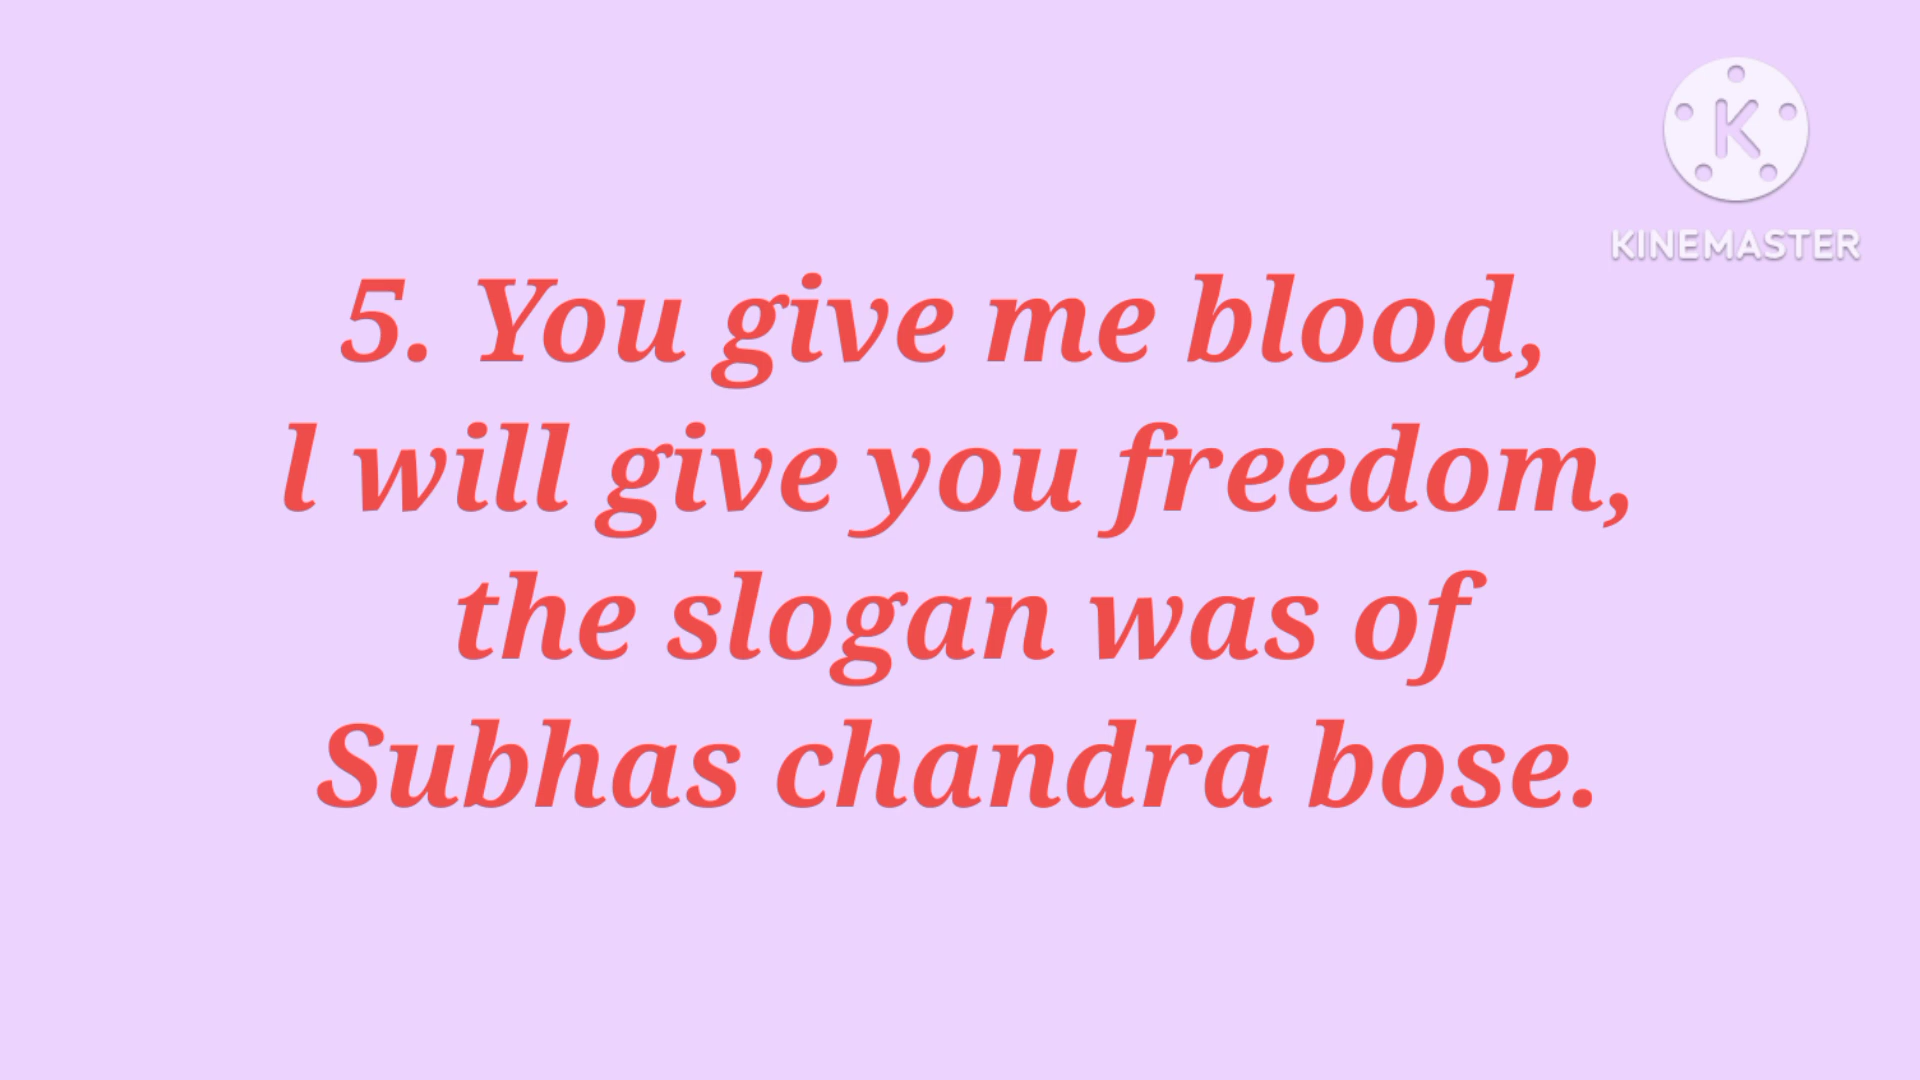 K
KINEMASTER
5. You give me blood,
l will give you freedom,
the slogan was of
Subhas chandra bose.